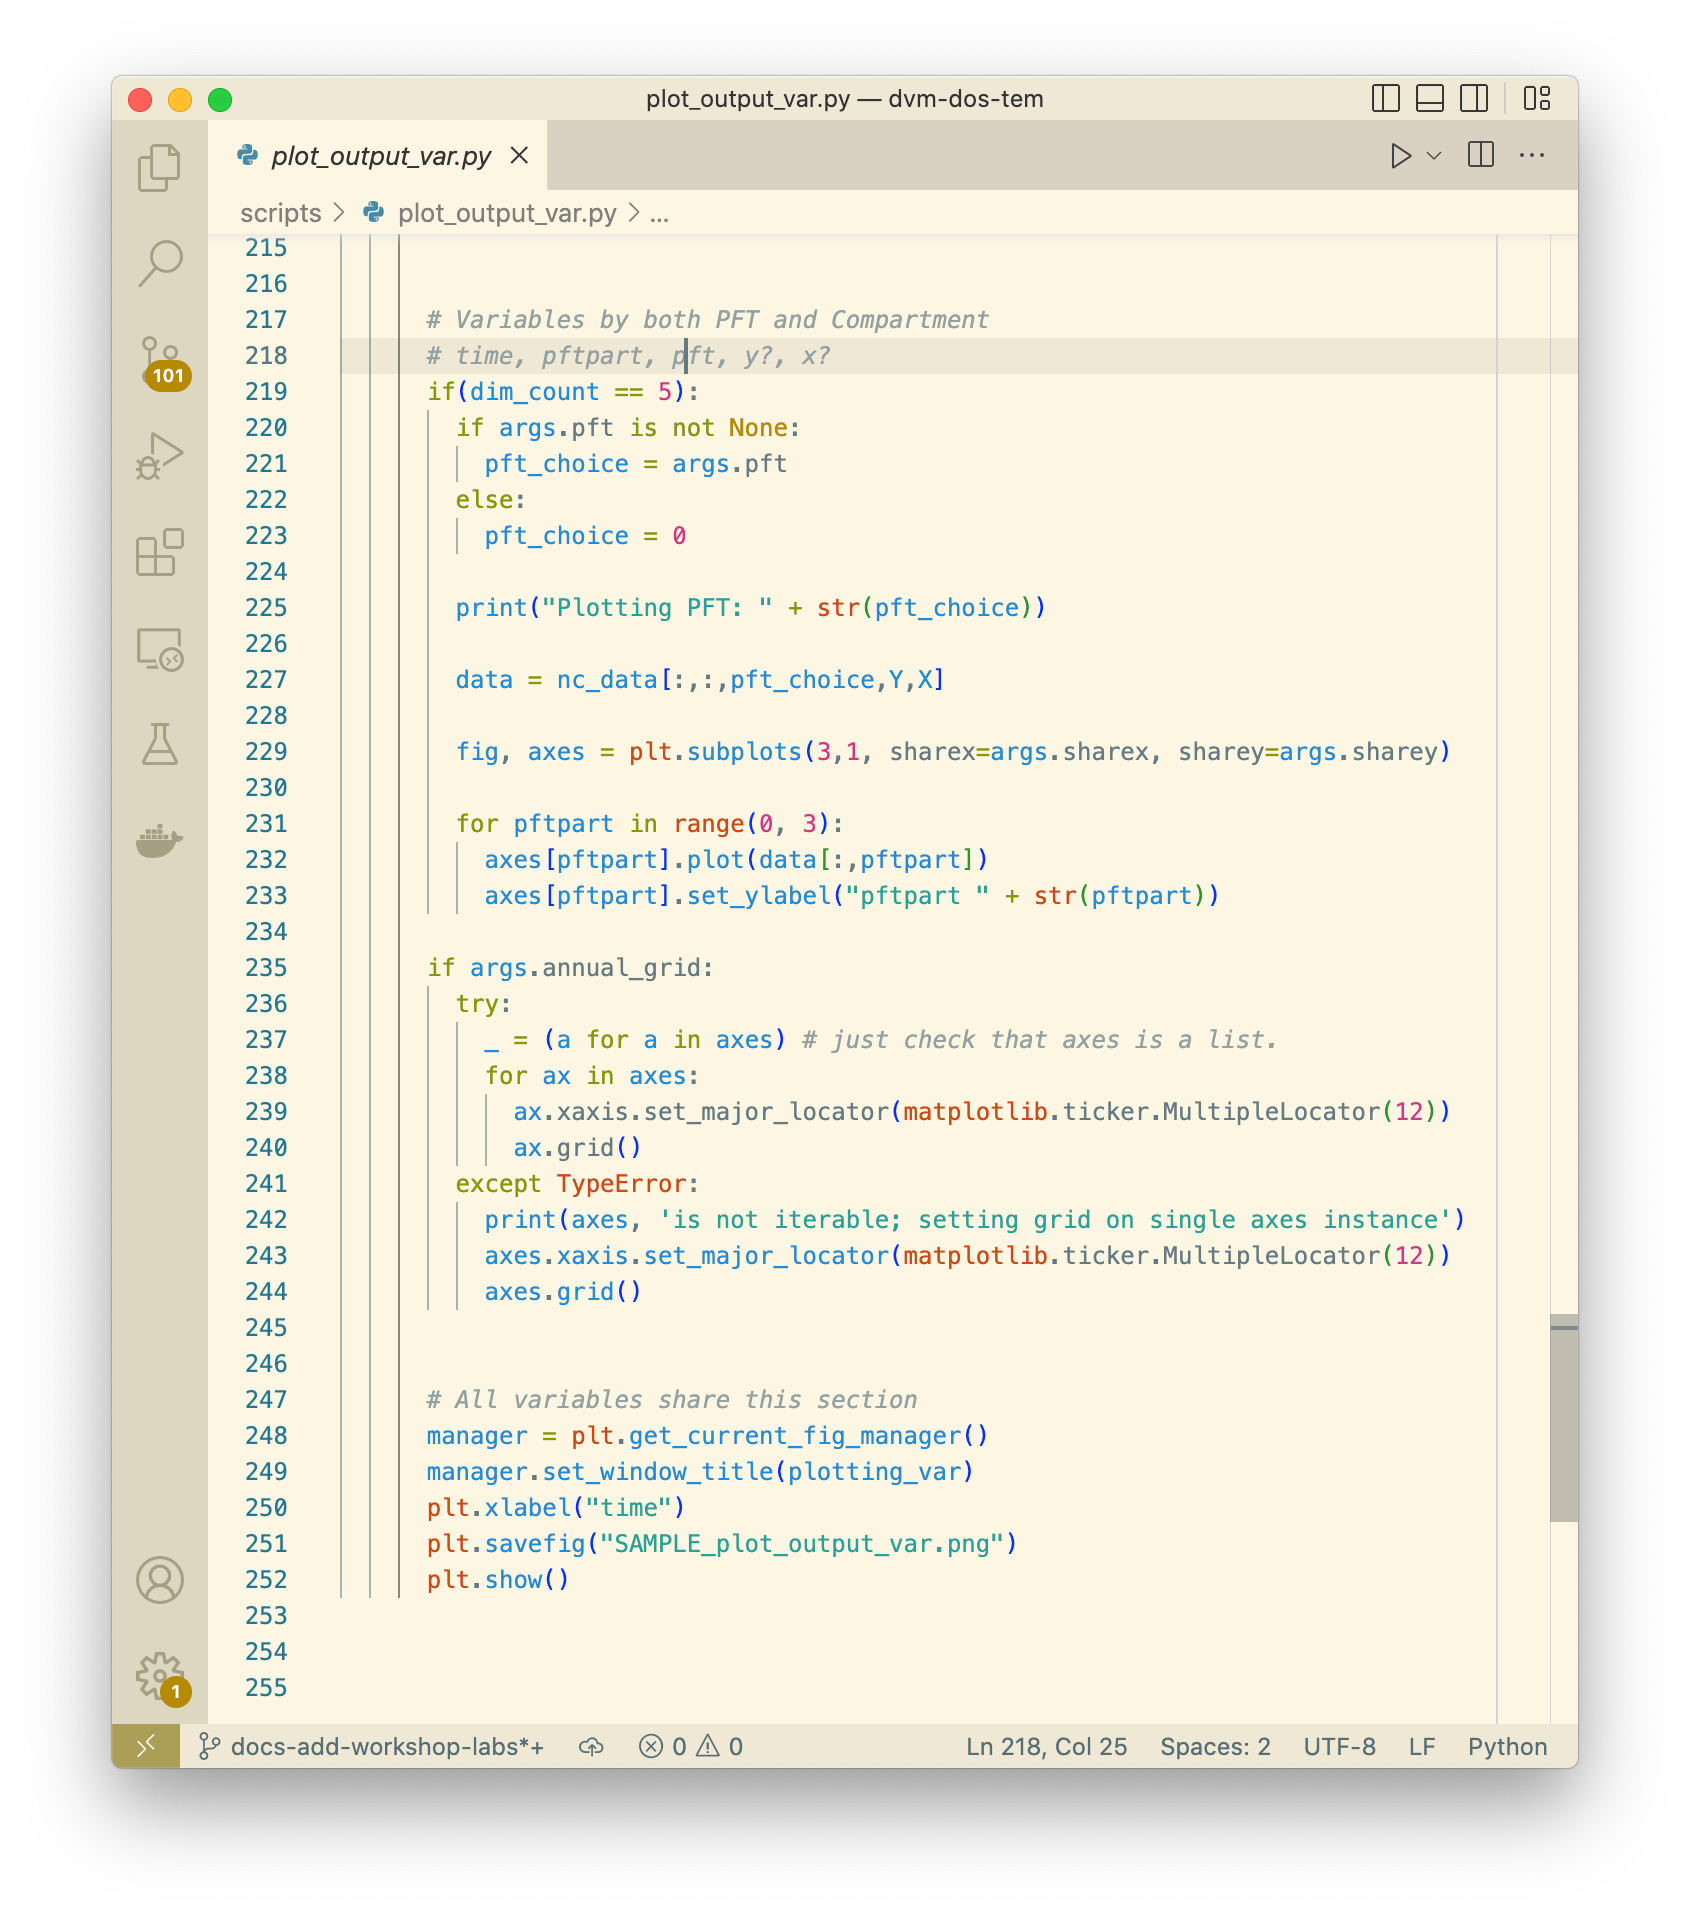 plot_output_var.py — dvm-dos-tem
plot_output_var.py
scripts > plot_output_var.py > ...
215
216
217 # Variables by both PFT and Compartment
218 # time, pftpart, pft, y?, x?
219 if(dim_count == 5):
220 if args.pft is not None:
221 pft_choice = args.pft
222 else:
223 pft_choice = 0
224
225 print("Plotting PFT: " + str(pft_choice))
226
227 data = nc_data[:,:,pft_choice,Y,X]
228
229 fig, axes = plt.subplots(3,1, sharex=args.sharex, sharey=args.sharey)
230
231 for pftpart in range(0, 3):
232 axes[pftpart].plot(data[:,pftpart])
233 axes[pftpart].set_ylabel("pftpart " + str(pftpart))
234
235 if args.annual_grid:
236 try:
237 _ = (a for a in axes) # just check that axes is a list.
238 for ax in axes:
239 ax.xaxis.set_major_locator(matplotlib.ticker.MultipleLocator(12))
240 ax.grid()
241 except TypeError:
242 print(axes, 'is not iterable; setting grid on single axes instance')
243 axes.xaxis.set_major_locator(matplotlib.ticker.MultipleLocator(12))
244 axes.grid()
245
246
247 # All variables share this section
248 manager = plt.get_current_fig_manager()
249 manager.set_window_title(plotting_var)
250 plt.xlabel("time")
251 plt.savefig("SAMPLE_plot_output_var.png")
252 plt.show()
253
254
255
101
1
docs-add-workshop-labs*+ 0 0 Ln 218, Col 25 Spaces: 2 UTF-8 LF Python